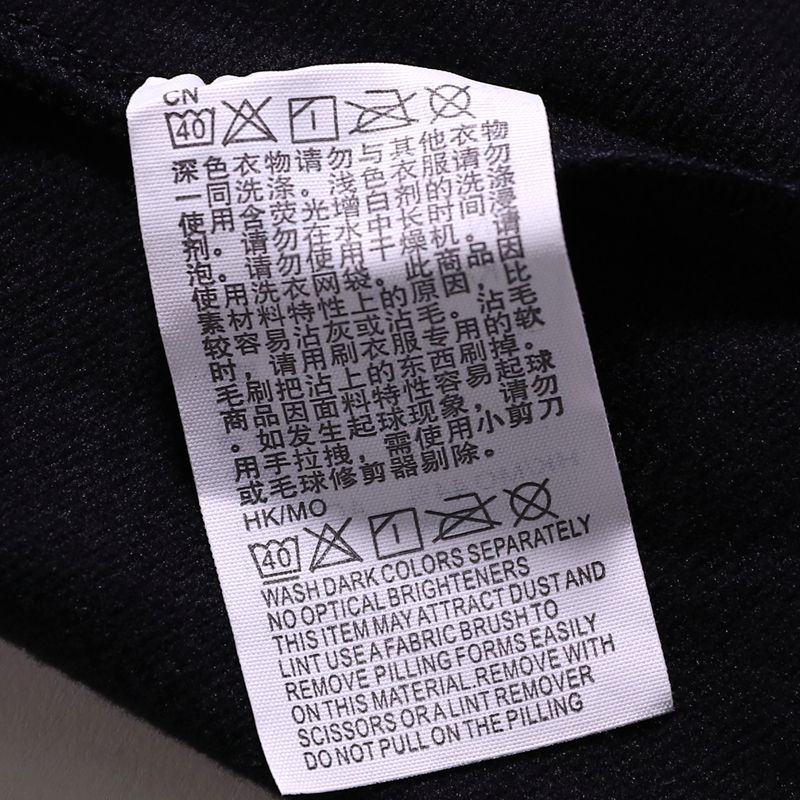 CN
40
深色衣物请勿与其他衣物
一同洗涤。浅色衣服请勿
使用含荧光增白剂的洗涤
剂。请勿在水中长时间浸
泡。请勿使用干燥机。请
使用洗衣网袋。此商品因
素材料特性上的原因,比
较容易沾灰或沾毛。沾毛
时,请用刷衣服专用的软
毛刷把沾上的东西刷掉。
商品因面料特性容易起球
。如发生起球现象,请勿
用手拉拽,需使用小剪刀
或毛球修剪器剔除。
HK/MO
40
WASH DARK COLORS SEPARATELY
NO OPTICAL BRIGHTENERS
THIS ITEM MAY ATTRACT DUST AND
LINT USE A FABRIC BRUSH TO
REMOVE PILLING FORMS EASILY
ON THIS MATERIAL.REMOVE WITH
SCISSORS OR A LINT REMOVER
DO NOT PULL ON THE PILLING